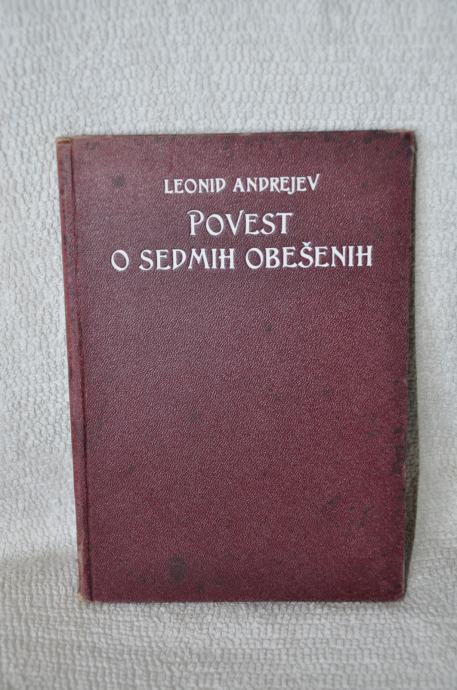 LEONID ANDREJEV
POVEST
O SEDMIH OBEŠENIH